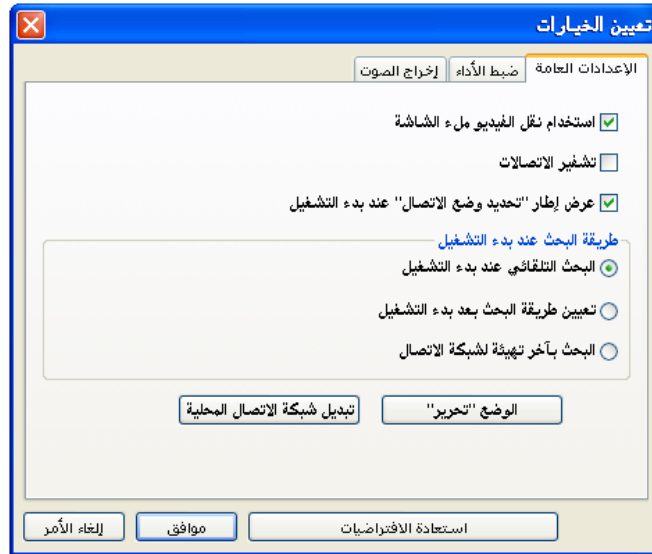 تعيين الخيارات
الإعدادات العامة ضبط الأداء إخراج الصوت
استخدام نقل الفيديو ملء الشاشة
تشفير الاتصالات
عرض إطار "تحديد وضع الاتصال" عند بدء التشغيل
طريقة البحث عند بدء التشغيل
البحث التلقائي عند بدء التشغيل
تعيين طريقة البحث بعد بدء التشغيل
البحث بآخر تهيئة لشبكة الاتصال
الوضع "تحرير" تبديل شبكة الاتصال المحلية
استعادة الافتراضيات موافق إلغاء الأمر